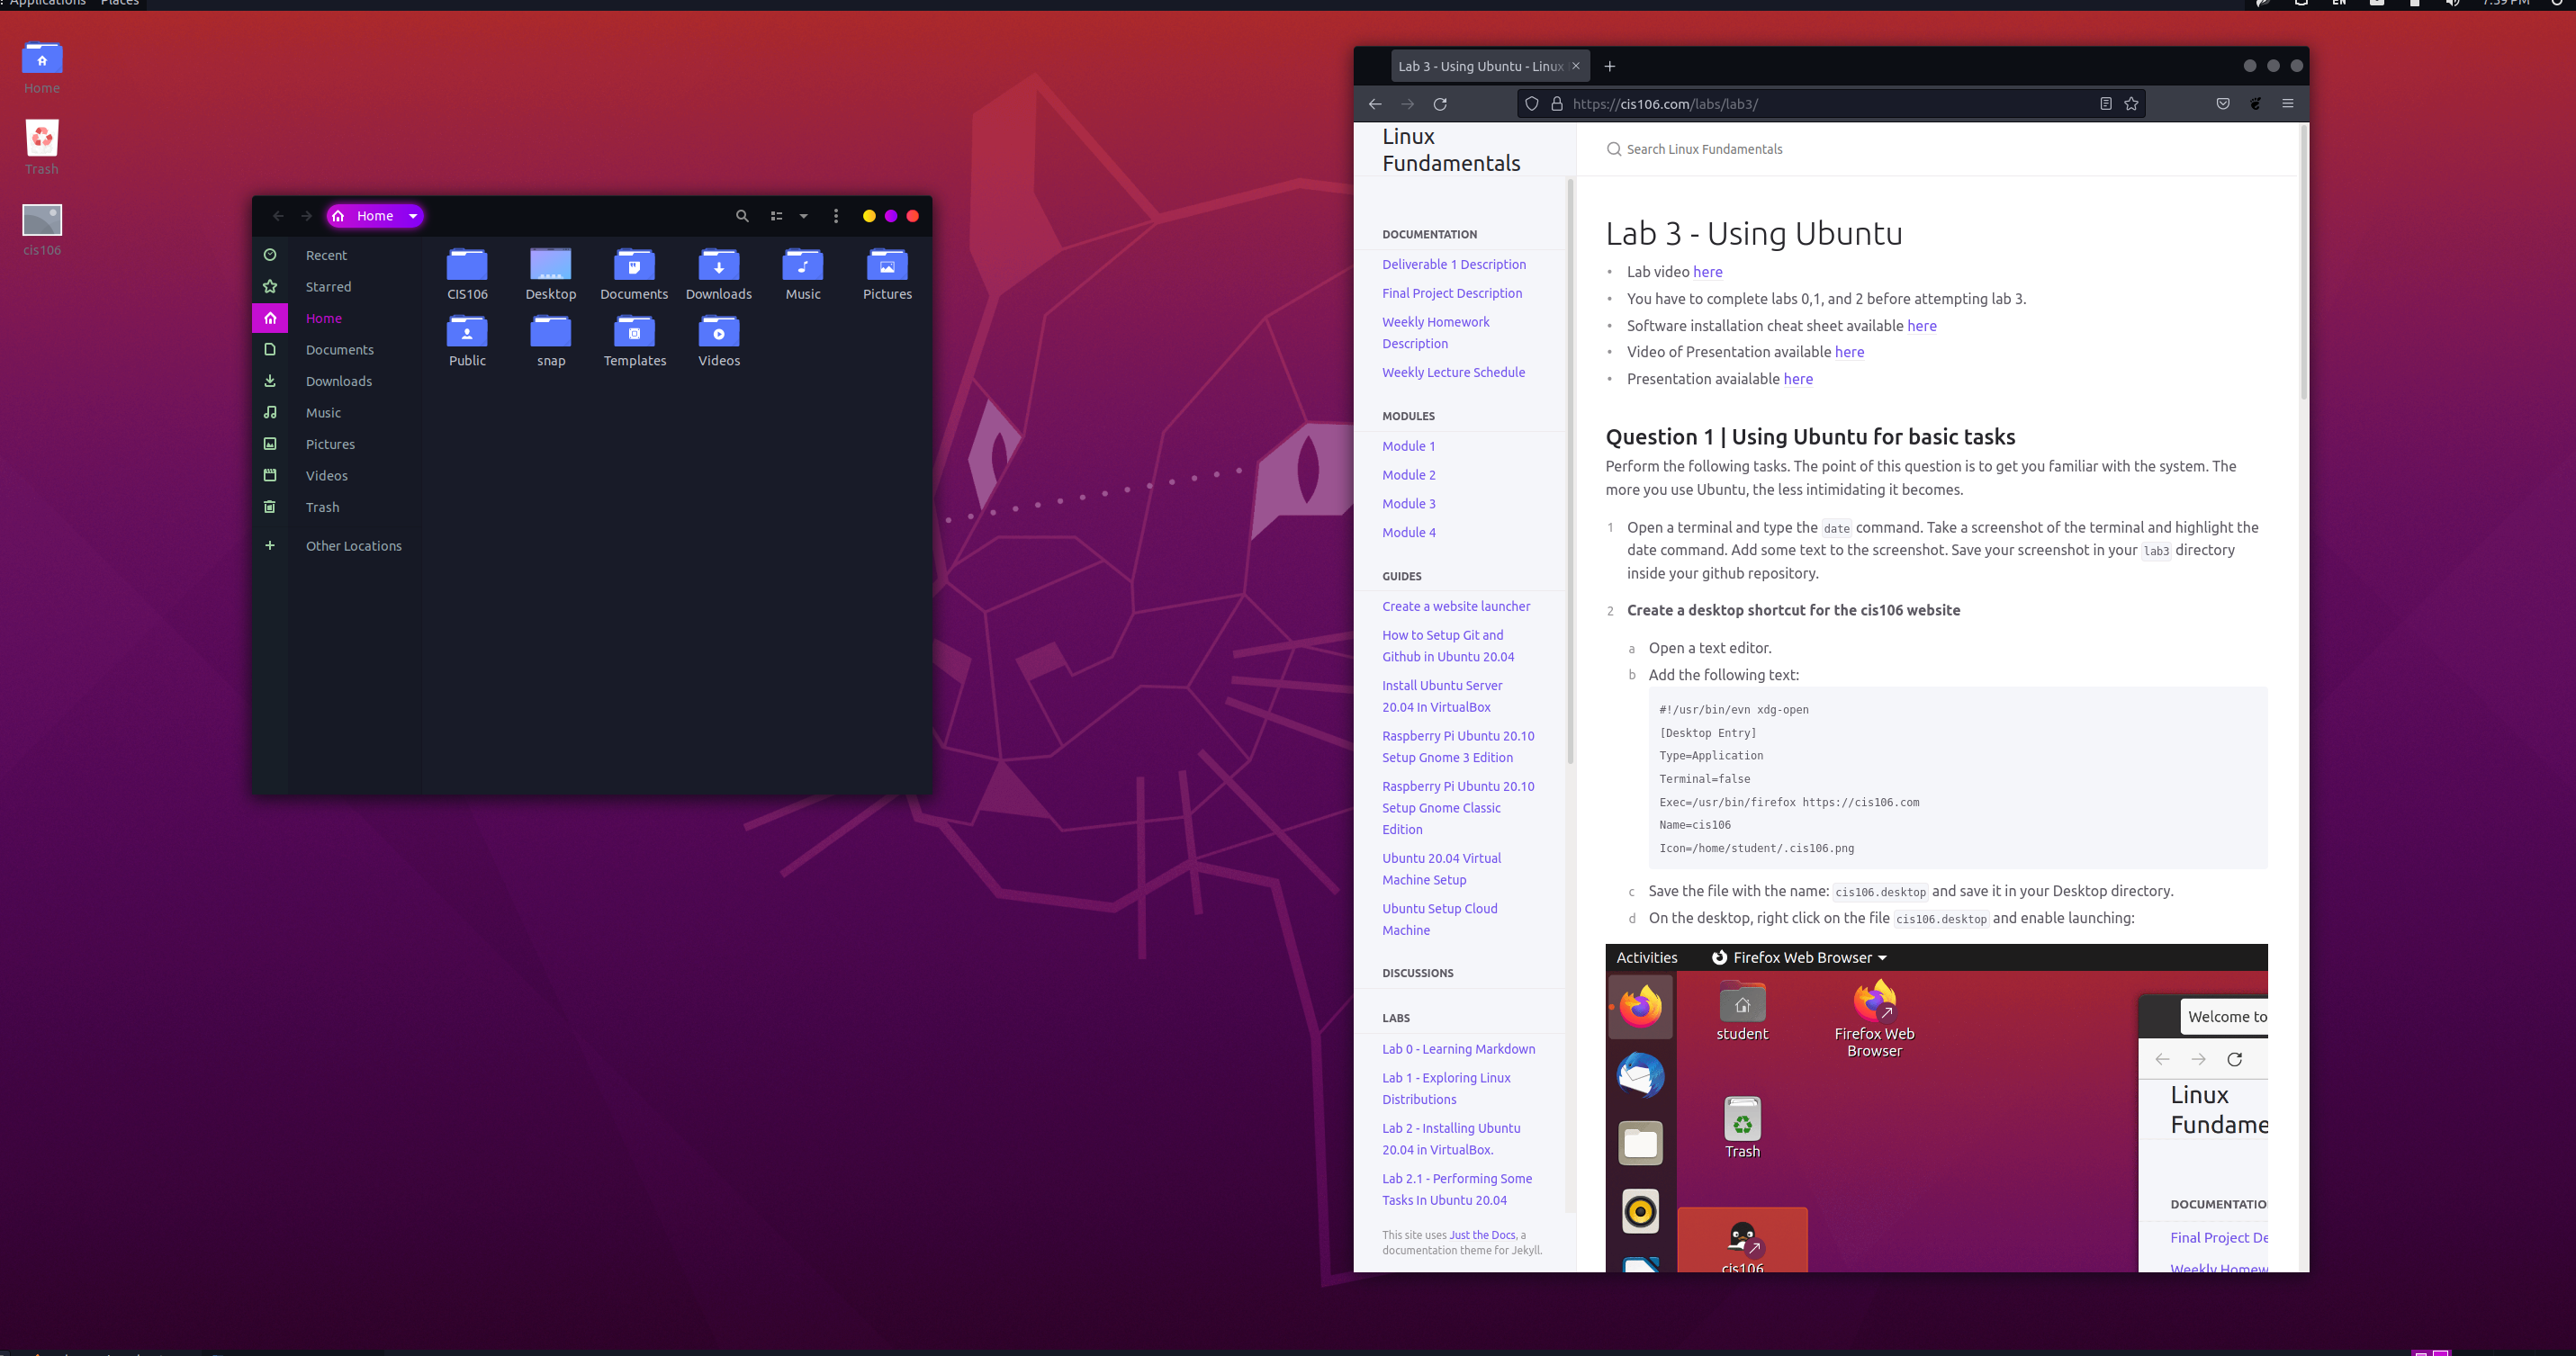 Applications Places
EN
7:59 PM
Home
Trash
cis106
Home
Recent
Starred
Home
Documents
Downloads
Music
Pictures
Videos
Trash
Other Locations
CIS106 Desktop Documents Downloads Music Pictures
Public snap Templates Videos
Lab 3 - Using Ubuntu - Linux
https://cis106.com/labs/lab3/
Linux
Fundamentals
DOCUMENTATION
Deliverable 1 Description
Final Project Description
Weekly Homework
Description
Weekly Lecture Schedule
MODULES
Module 1
Module 2
Module 3
Module 4
GUIDES
Create a website launcher
How to Setup Git and
Github in Ubuntu 20.04
Install Ubuntu Server
20.04 In VirtualBox
Raspberry Pi Ubuntu 20.10
Setup Gnome 3 Edition
Raspberry Pi Ubuntu 20.10
Setup Gnome Classic
Edition
Ubuntu 20.04 Virtual
Machine Setup
Ubuntu Setup Cloud
Machine
DISCUSSIONS
LABS
Lab 0 - Learning Markdown
Lab 1 - Exploring Linux
Distributions
Lab 2 - Installing Ubuntu
20.04 in VirtualBox.
Lab 2.1 - Performing Some
Tasks In Ubuntu 20.04
This site uses Just the Docs, a
documentation theme for Jekyll.
Search Linux Fundamentals
Lab 3 - Using Ubuntu
• Lab video here
• You have to complete labs 0,1, and 2 before attempting lab 3.
• Software installation cheat sheet available here
• Video of Presentation available here
• Presentation avaialable here
Question 1 | Using Ubuntu for basic tasks
Perform the following tasks. The point of this question is to get you familiar with the system. The
more you use Ubuntu, the less intimidating it becomes.
1 Open a terminal and type the date command. Take a screenshot of the terminal and highlight the
date command. Add some text to the screenshot. Save your screenshot in your lab3 directory
inside your github repository.
2 Create a desktop shortcut for the cis106 website
a Open a text editor.
b Add the following text:
#!/usr/bin/evn xdg-open
[Desktop Entry]
Type=Application
Terminal=false
Exec=/usr/bin/firefox https://cis106.com
Name=cis106
Icon=/home/student/.cis106.png
c Save the file with the name: cis106.desktop and save it in your Desktop directory.
d On the desktop, right click on the file cis106.desktop and enable launching:
Activities Firefox Web Browser
student
Firefox Web
Browser
Trash
cis106
Welcome to
Linux
Fundame
DOCUMENTATIO
Final Project De
Weekly Homew